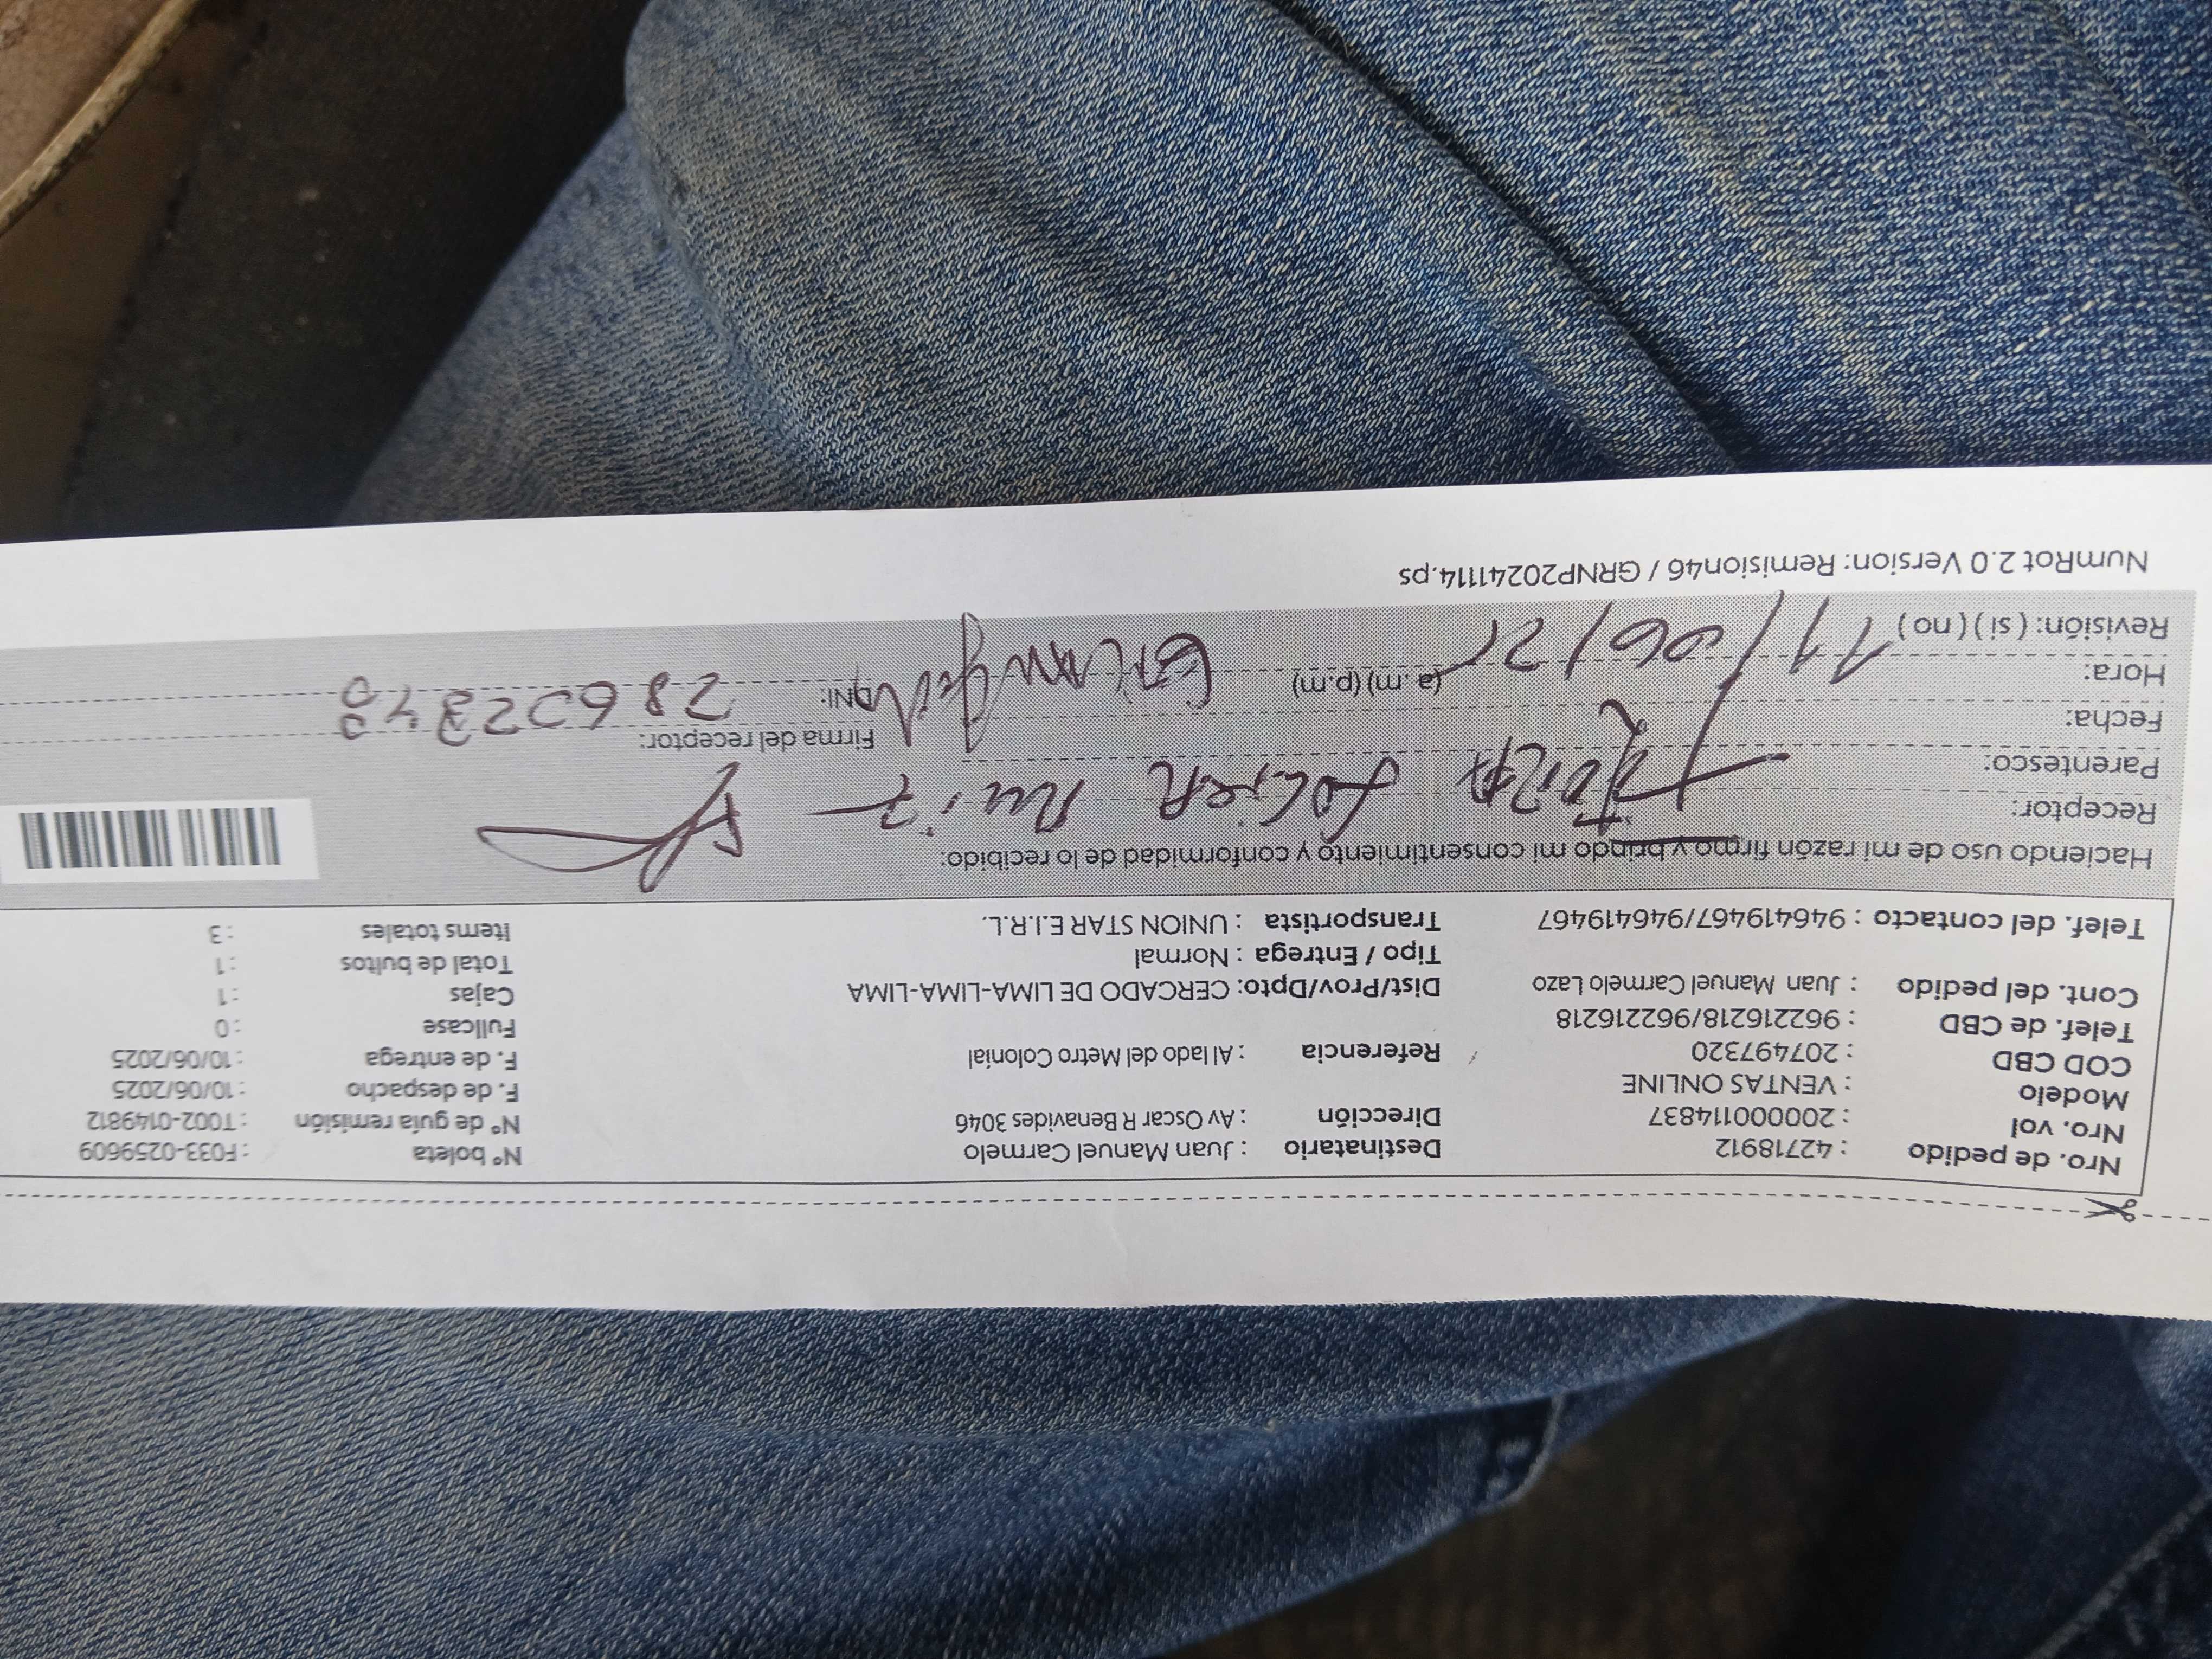 Nro. de pedido : 42718912 Destinatario : Juan Manuel Carmelo N° boleta : F033-0259609
Nro. vol : 20000114837 Dirección : Av Oscar R Benavides 3046 N° de guía remisión : T002-0149812
Modelo : VENTAS ONLINE F. de despacho : 10/06/2025
COD CBD : 207497320 Referencia : Al lado del Metro Colonial F. de entrega : 10/06/2025
Telef. de CBD : 962216218/962216218 Fullcase : 0
Cont. del pedido : Juan Manuel Carmelo Lazo Dist/Prov/Dpto: CERCADO DE LIMA-LIMA-LIMA Cajas : 1
Tipo / Entrega : Normal Total de bultos : 1
Telef. del contacto : 946419467/946419467 Transportista : UNION STAR E.I.R.L. Items totales : 3
Haciendo uso de mi razón firmo y brindo mi consentimiento y conformidad de lo recibido:
Receptor:
Parentesco:
Fecha: Firma del receptor:
Hora: (a.m) (p.m) DNI:
Revisión: ( si ) ( no ) 11/06/25
NumRot 2.0 Version: Remision46 / GRNP20241114.ps